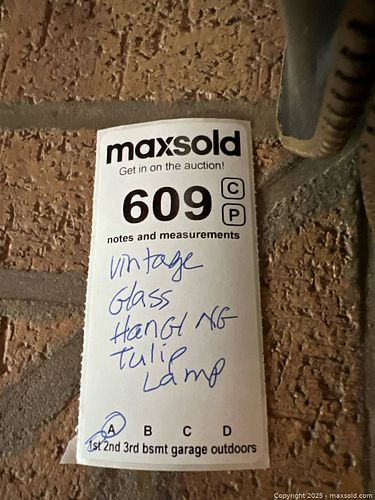 maxsold
Get in on the auction!
609 C
P
notes and measurements
vintage
Glass
HanGING
Tulip
Lamp
A B C D
1st 2nd 3rd bsmt garage outdoors
Copyright 2025 - maxsold.com